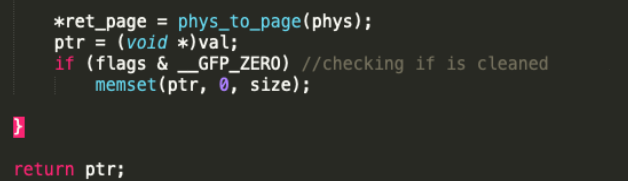 *ret_page = phys_to_page(phys);
ptr = (void *)val;
if (flags & __GFP_ZERO) //checking if is cleaned
memset(ptr, 0, size);
}
return ptr;